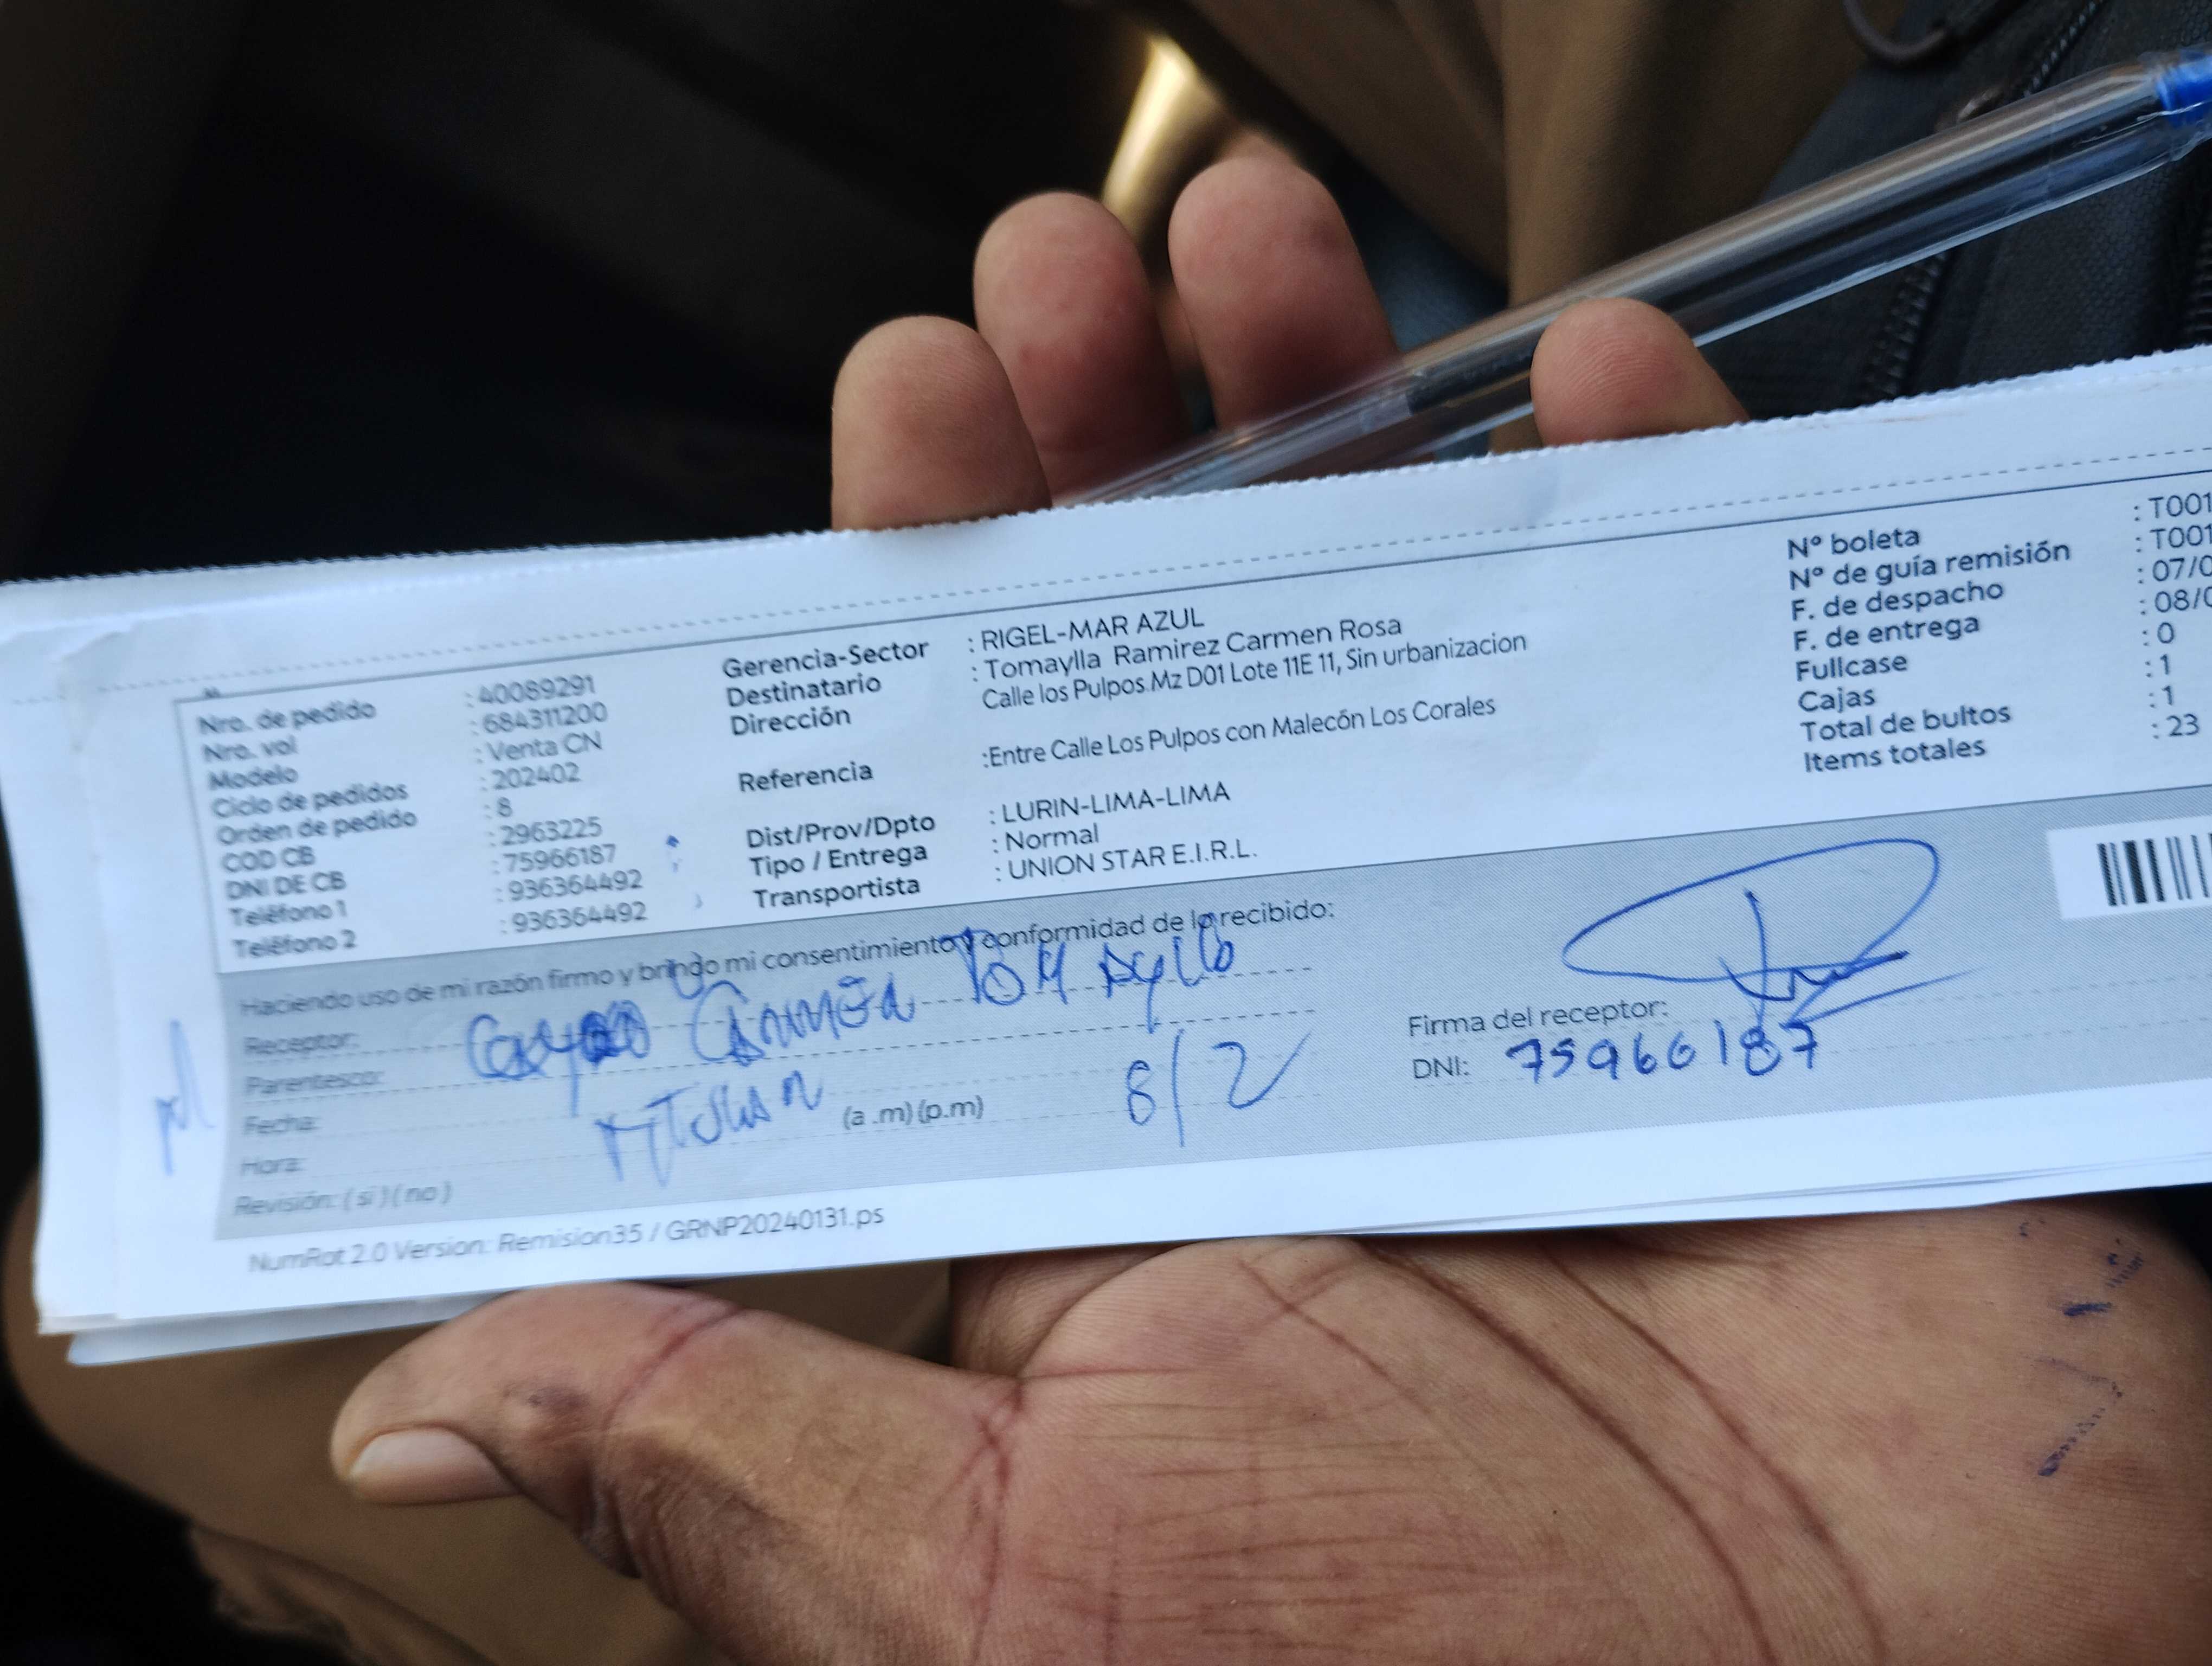 Nro. de pedido : 40089291
Nro. vol : 684311200
Modelo : Venta CN
Ciclo de pedidos : 202402
Orden de pedido : 8
COD CB : 2963225
DNI DE CB : 75966187
Teléfono 1 : 936364492
Teléfono 2 : 936364492
Gerencia-Sector : RIGEL-MAR AZUL
Destinatario : Tomaylla Ramirez Carmen Rosa
Dirección Calle los Pulpos Mz D01 Lote 11E 11, Sin urbanizacion
Referencia :Entre Calle Los Pulpos con Malecón Los Corales
Dist/Prov/Dpto : LURIN-LIMA-LIMA
Tipo / Entrega : Normal
Transportista : UNION STAR E.I.R.L.
Nº boleta : T001
Nº de guía remisión : T001
F. de despacho : 07/0
F. de entrega : 08/0
Fullcase : 0
Cajas : 1
Total de bultos : 1
Items totales : 23
Haciendo uso de mi razón firmo y brindo mi consentimiento y conformidad de lo recibido:
Receptor:
Parentesco:
Fecha: 8/2
Hora: (a .m) (p.m)
Revisión: ( si ) ( no )
Firma del receptor:
DNI: 75966187
NumRot 2.0 Version: Remision35 / GRNP20240131.ps